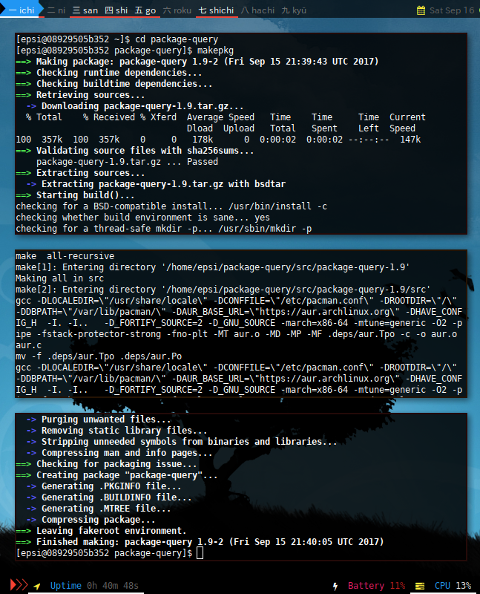 一 ichi 二 ni 三 san 四 shi 五 go 六 roku 七 shichi 八 hachi 九 kyū Sat Sep 16
[epsi@08929505b352 ~]$ cd package-query
[epsi@08929505b352 package-query]$ makepkg
==> Making package: package-query 1.9-2 (Fri Sep 15 21:39:43 UTC 2017)
==> Checking runtime dependencies...
==> Checking buildtime dependencies...
==> Retrieving sources...
  -> Downloading package-query-1.9.tar.gz...
  % Total    % Received % Xferd  Average Speed   Time    Time     Time  Current
                                 Dload  Upload   Total   Spent    Left  Speed
100  357k  100  357k    0     0   178k      0  0:00:02  0:00:02 --:--:--  147k
==> Validating source files with sha256sums...
    package-query-1.9.tar.gz ... Passed
==> Extracting sources...
  -> Extracting package-query-1.9.tar.gz with bsdtar
==> Starting build()...
checking for a BSD-compatible install... /usr/bin/install -c
checking whether build environment is sane... yes
checking for a thread-safe mkdir -p... /usr/sbin/mkdir -p
make  all-recursive
make[1]: Entering directory '/home/epsi/package-query/src/package-query-1.9'
Making all in src
make[2]: Entering directory '/home/epsi/package-query/src/package-query-1.9/src'
gcc -DLOCALEDIR=\"/usr/share/locale\" -DCONFFILE=\"/etc/pacman.conf\" -DROOTDIR=\"/\"
-DDBPATH=\"/var/lib/pacman/\" -DAUR_BASE_URL=\"https://aur.archlinux.org\" -DHAVE_CONF
IG_H  -I. -I..   -D_FORTIFY_SOURCE=2 -D_GNU_SOURCE -march=x86-64 -mtune=generic -O2 -p
ipe -fstack-protector-strong -fno-plt -MT aur.o -MD -MP -MF .deps/aur.Tpo -c -o aur.o
aur.c
mv -f .deps/aur.Tpo .deps/aur.Po
gcc -DLOCALEDIR=\"/usr/share/locale\" -DCONFFILE=\"/etc/pacman.conf\" -DROOTDIR=\"/\"
-DDBPATH=\"/var/lib/pacman/\" -DAUR_BASE_URL=\"https://aur.archlinux.org\" -DHAVE_CONF
IG_H  -I. -I..   -D_FORTIFY_SOURCE=2 -D_GNU_SOURCE -march=x86-64 -mtune=generic -O2 -p
  -> Purging unwanted files...
  -> Removing static library files...
  -> Stripping unneeded symbols from binaries and libraries...
  -> Compressing man and info pages...
==> Checking for packaging issue...
==> Creating package "package-query"...
  -> Generating .PKGINFO file...
  -> Generating .BUILDINFO file...
  -> Generating .MTREE file...
  -> Compressing package...
==> Leaving fakeroot environment.
==> Finished making: package-query 1.9-2 (Fri Sep 15 21:40:05 UTC 2017)
[epsi@08929505b352 package-query]$
Uptime 0h 40m 48s Battery 11% CPU 13%